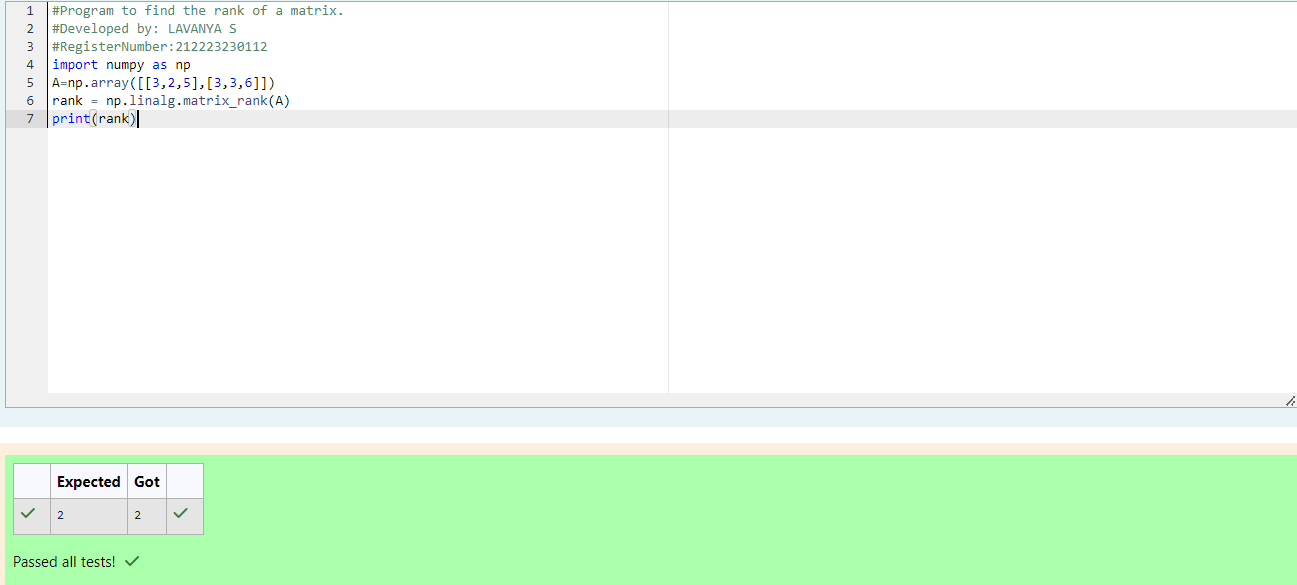 1 #Program to find the rank of a matrix.
2 #Developed by: LAVANYA S
3 #RegisterNumber:212223230112
4 import numpy as np
5 A=np.array([[3,2,5],[3,3,6]])
6 rank = np.linalg.matrix_rank(A)
7 print(rank)
Expected Got
2 2
Passed all tests!